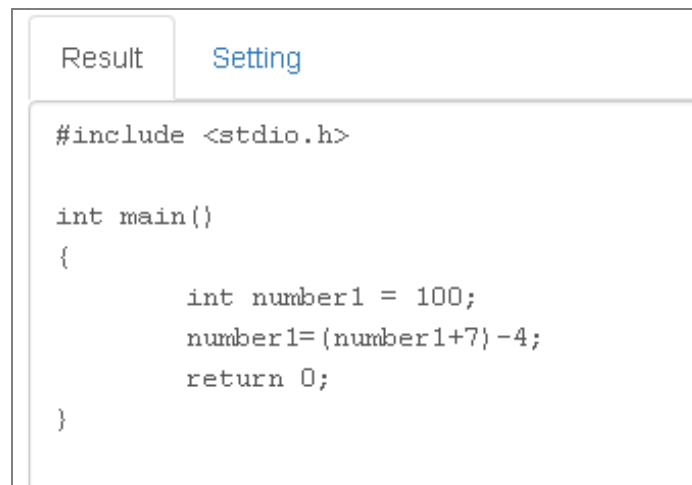 Result Setting
#include <stdio.h>
int main()
{
int number1 = 100;
number1=(number1+7)-4;
return 0;
}